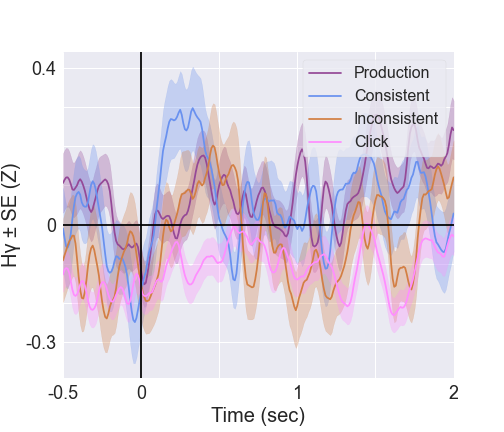 0.4
0
-0.3
Hγ ± SE (Z)
Production
Consistent
Inconsistent
Click
-0.5
0
1
2
Time (sec)